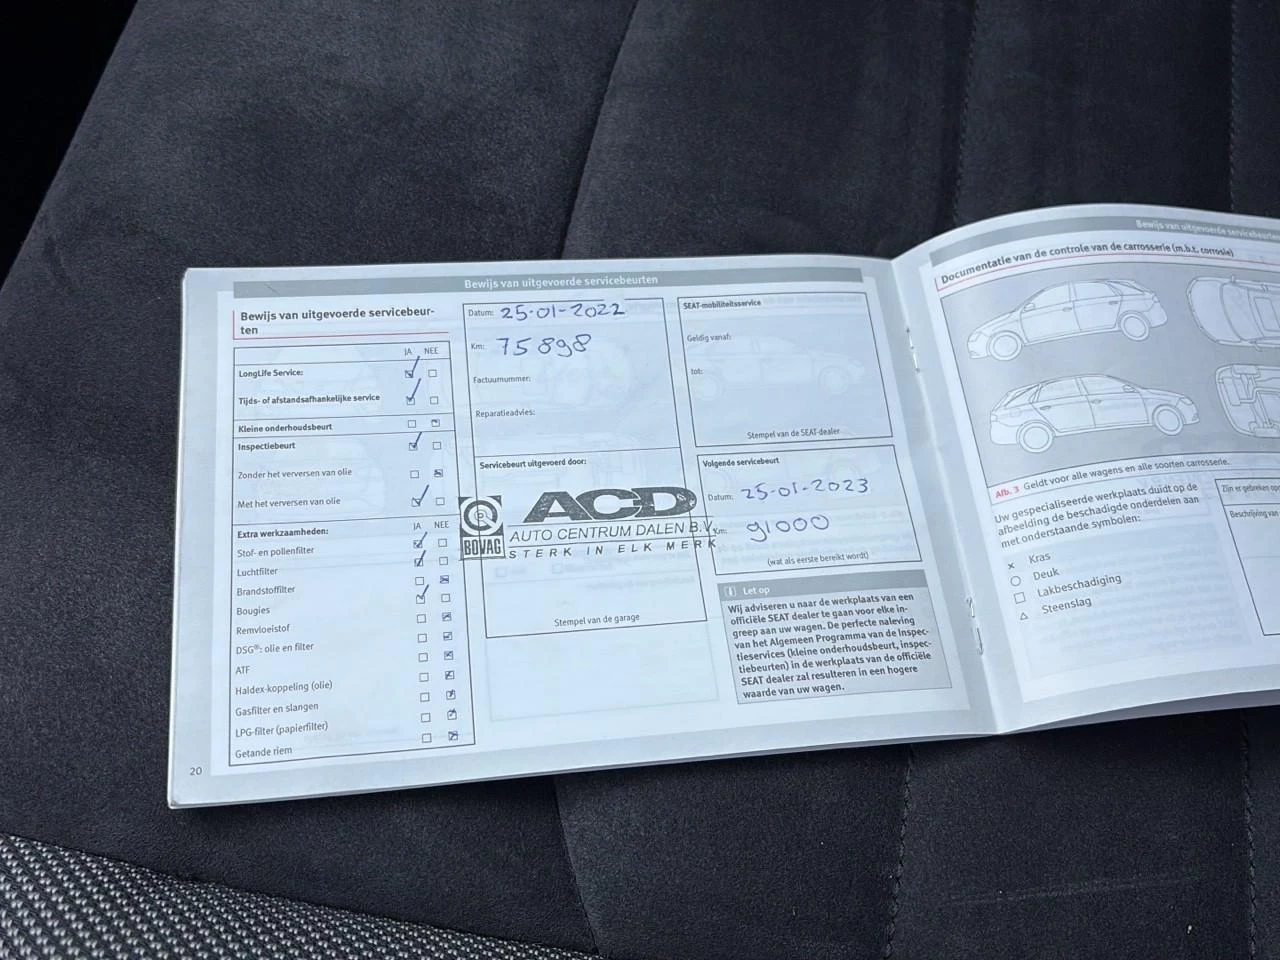 Bewijs van uitgevoerde servicebeurten
Bewijs van uitgevoerde servicebeur-
ten
JA NEE
LongLife Service:
Tijds- of afstandsafhankelijke service
Kleine onderhoudsbeurt
Inspectiebeurt
Zonder het verversen van olie
Met het verversen van olie
Extra werkzaamheden: JA NEE
Stof- en pollenfilter
Luchtfilter
Brandstoffilter
Bougies
Remvloeistof
DSG®: olie en filter
ATF
Haldex-koppeling (olie)
Gasfilter en slangen
LPG-filter (papierfilter)
Getande riem
20
Datum: 25-01-2022
Km: 75898
Factuurnummer:
Reparatieadvies:
Servicebeurt uitgevoerd door:
BOVAG
ACD
AUTO CENTRUM DALEN B.V.
STERK IN ELK MERK
Stempel van de garage
SEAT-mobiliteitsservice
Geldig vanaf:
tot:
Stempel van de SEAT-dealer
Volgende servicebeurt
Datum: 25-01-2023
Km: 91000
(wat als eerste bereikt wordt)
Let op
Wij adviseren u naar de werkplaats van een
officiële SEAT dealer te gaan voor elke in-
greep aan uw wagen. De perfecte naleving
van het Algemeen Programma van de Inspec-
tieservices (kleine onderhoudsbeurt, inspec-
tiebeurten) in de werkplaats van de officiële
SEAT dealer zal resulteren in een hogere
waarde van uw wagen.
Bewijs van uitgevoerde servicebeurten
Documentatie van de controle van de carrosserie (m.b.t. corrosie)
Afb. 3 Geldt voor alle wagens en alle soorten carrosserie.
Uw gespecialiseerde werkplaats duidt op de
afbeelding de beschadigde onderdelen aan
met onderstaande symbolen:
Kras
Deuk
Lakbeschadiging
Steenslag
Zijn er gebreken
Beschrijving van